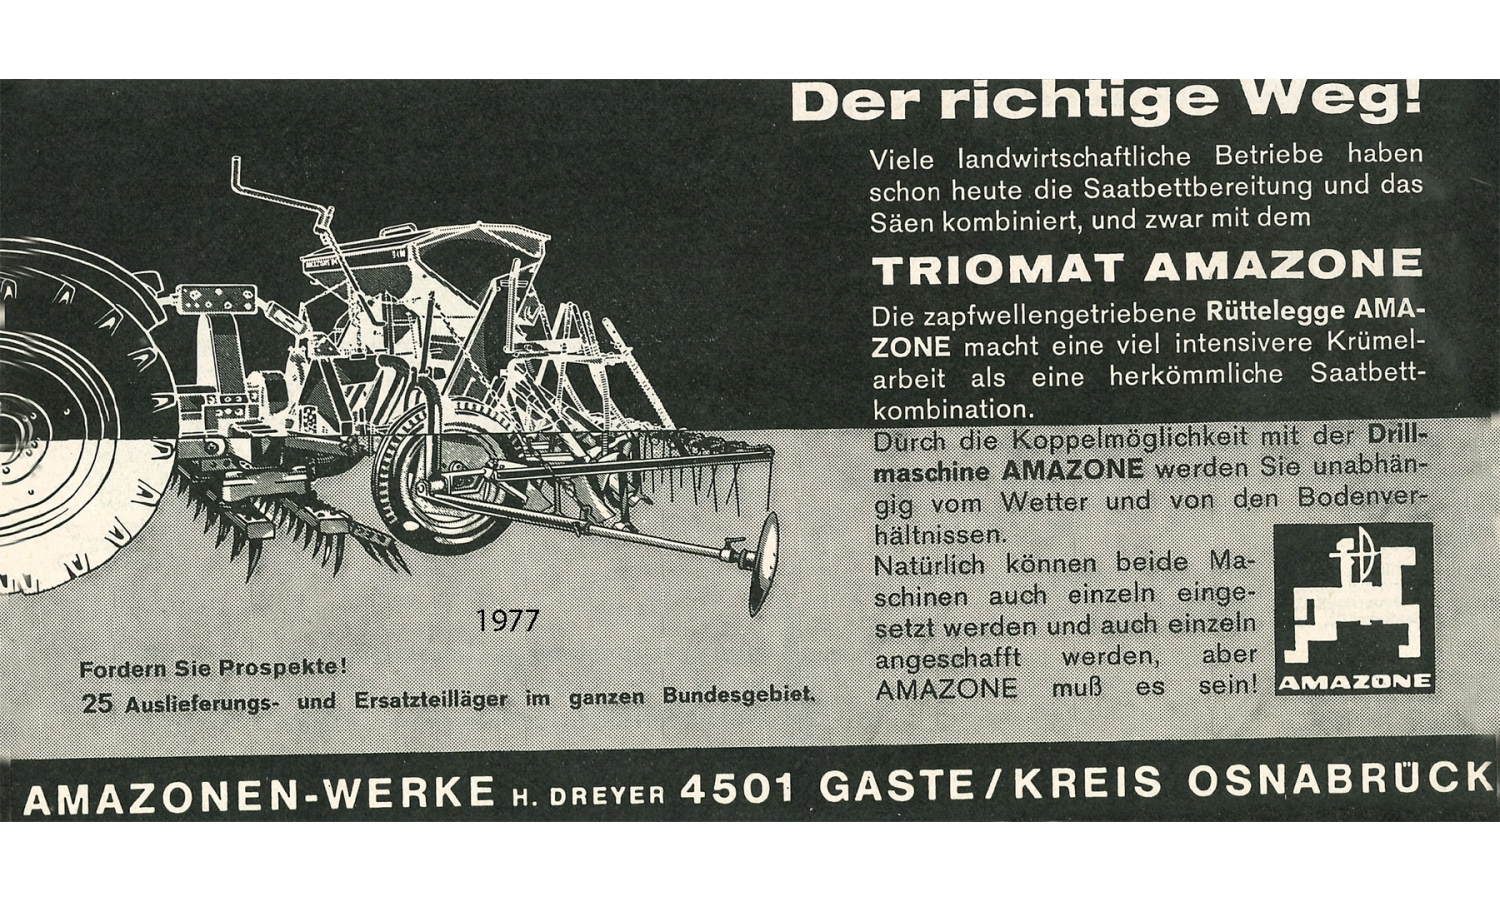 Der richtige Weg!
Viele landwirtschaftliche Betriebe haben
schon heute die Saatbettbereitung und das
Säen kombiniert, und zwar mit dem
TRIOMAT AMAZONE
Die zapfwellengetriebene Rüttelegge AMA-
ZONE macht eine viel intensivere Krümel-
arbeit als eine herkömmliche Saatbett-
kombination.
Durch die Koppelmöglichkeit mit der Drill-
maschine AMAZONE werden Sie unabhän-
gig vom Wetter und von den Bodenver-
hältnissen.
Natürlich können beide Ma-
schinen auch einzeln einge-
setzt werden und auch einzeln
angeschafft werden, aber
AMAZONE muß es sein!
AMAZONE
1977
Fordern Sie Prospekte!
25 Auslieferungs- und Ersatzteilläger im ganzen Bundesgebiet.
AMAZONEN-WERKE H. DREYER 4501 GASTE/KREIS OSNABRÜCK